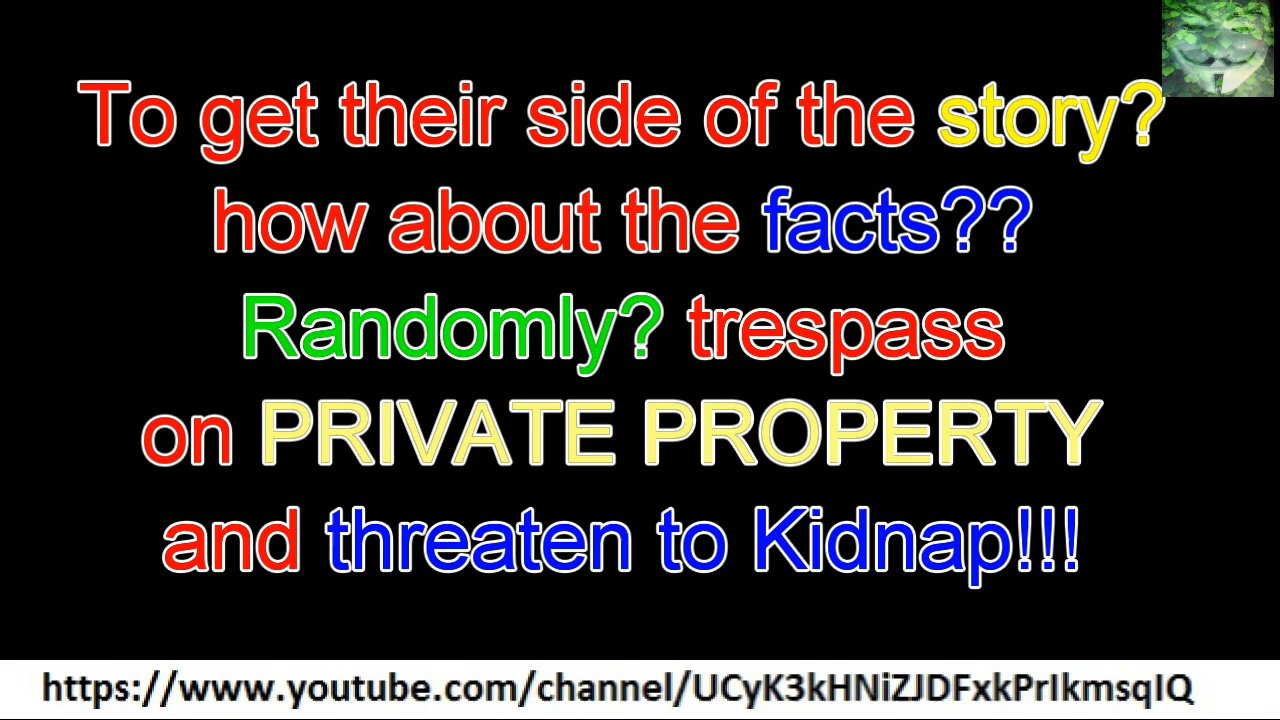 To get their side of the story?
how about the facts??
Randomly? trespass
on PRIVATE PROPERTY
and threaten to Kidnap!!!
https://www.youtube.com/channel/UCyK3kHNiZJDFxkPrIkmsqIQ